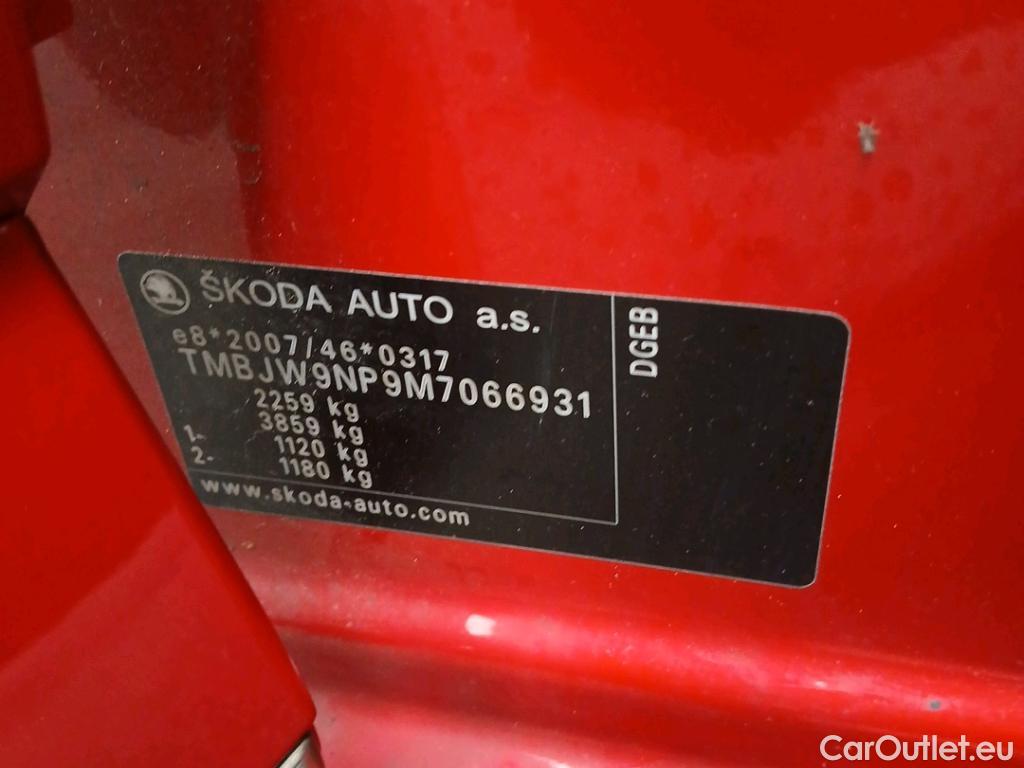 ŠKODA AUTO a.s.
e8*2007/46*0317
TMBJW9NP9M7066931
2259 kg
3859 kg
1- 1120 kg
2- 1180 kg
www.skoda-auto.com
DGEB
CarOutlet.eu